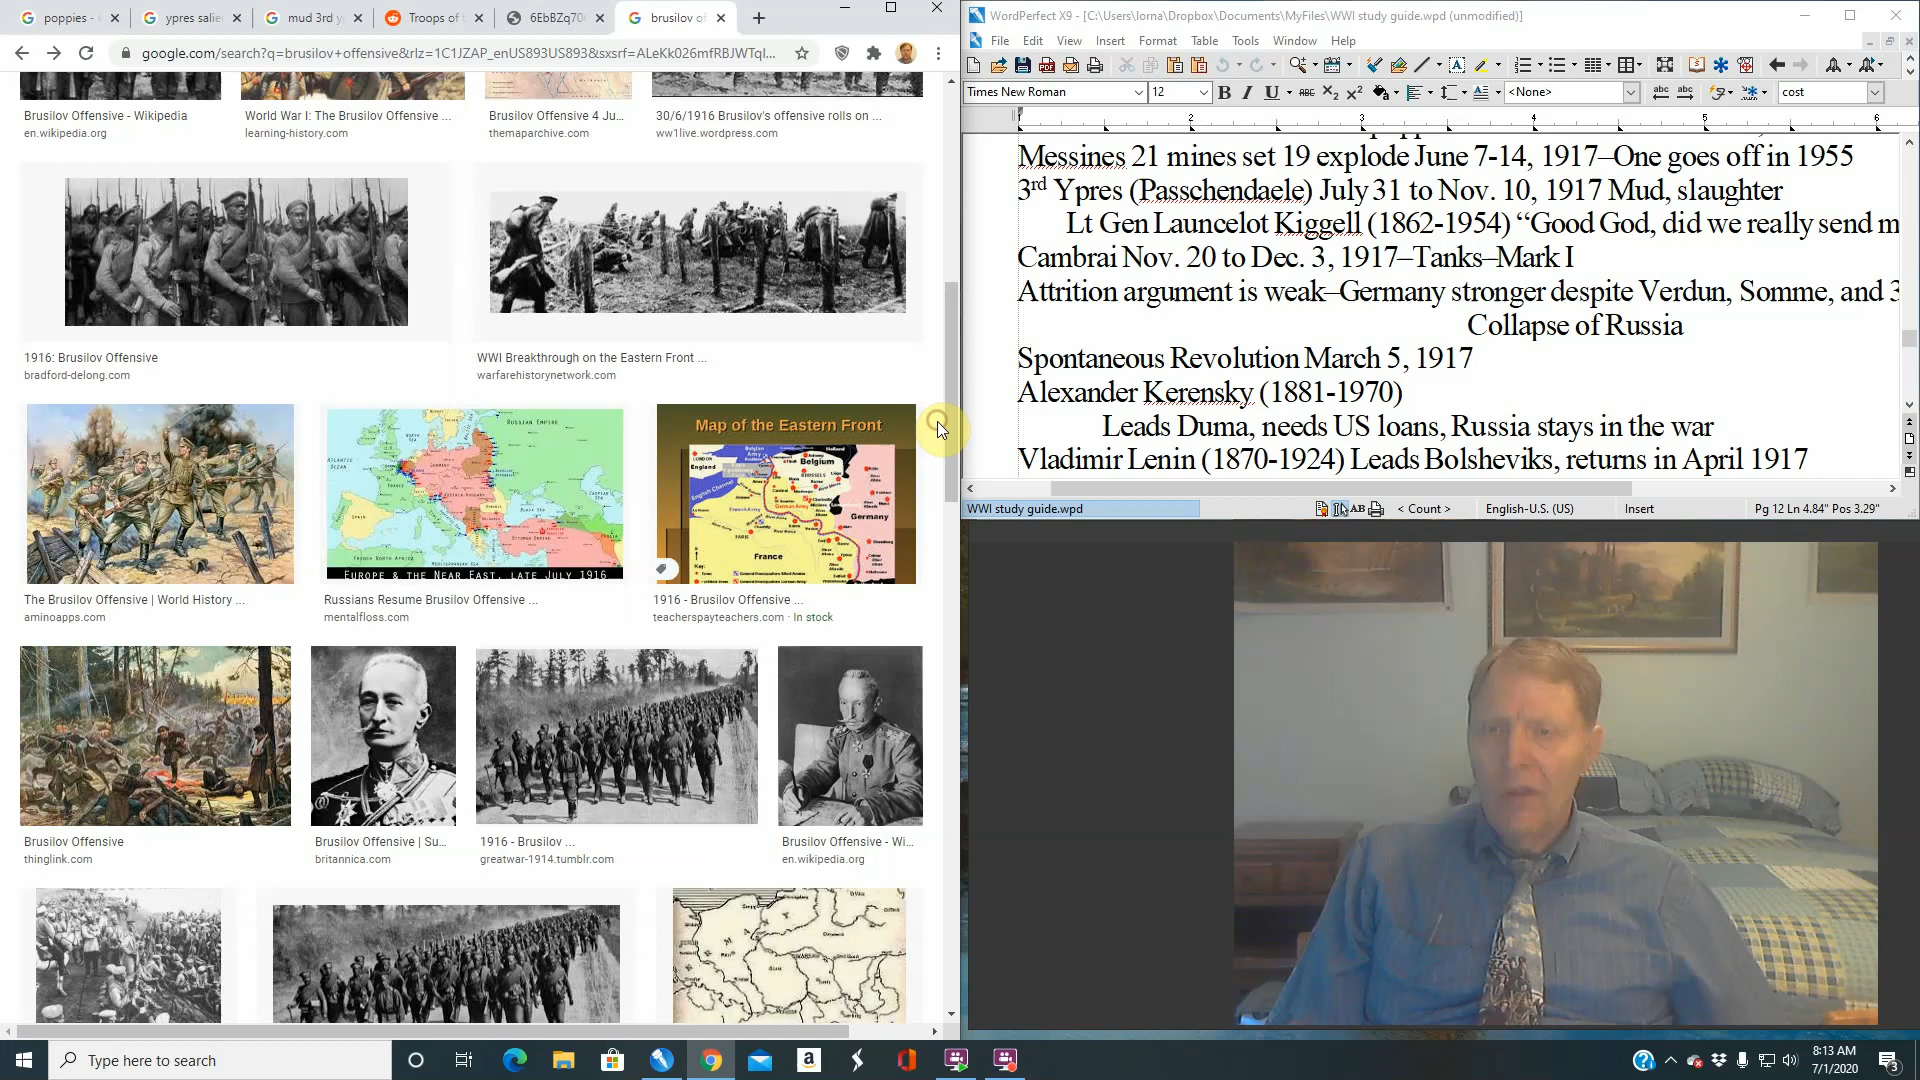 poppies -
ypres salie
mud 3rd y
Troops of t
6EbBZq70
brusilov of
google.com/search?q=brusilov+offensive&rlz=1C1JZAP_enUS893US893&sxsrf=ALeKk026mfRBJWTqI...
Brusilov Offensive - Wikipedia
en.wikipedia.org
World War I: The Brusilov Offensive ...
learning-history.com
Brusilov Offensive 4 Ju...
themaparchive.com
30/6/1916 Brusilov's offensive rolls on ...
ww1live.wordpress.com
1916: Brusilov Offensive
bradford-delong.com
WWI Breakthrough on the Eastern Front ...
warfarehistorynetwork.com
RUSSIAN EMPIRE
EUROPE & THE NEAR EAST, LATE JULY 1916
Map of the Eastern Front
Belgium
England
Germany
France
The Brusilov Offensive | World History ...
aminoapps.com
Russians Resume Brusilov Offensive ...
mentalfloss.com
1916 - Brusilov Offensive ...
teacherspayteachers.com · In stock
Brusilov Offensive
thinglink.com
Brusilov Offensive | Su...
britannica.com
1916 - Brusilov ...
greatwar-1914.tumblr.com
Brusilov Offensive - Wi...
en.wikipedia.org
WordPerfect X9 - [C:\Users\lorna\Dropbox\Documents\MyFiles\WWI study guide.wpd (unmodified)]
File Edit View Insert Format Table Tools Window Help
Times New Roman 12 <None> cost
1 2 3 4 5 6
Messines 21 mines set 19 explode June 7-14, 1917–One goes off in 1955
3rd Ypres (Passchendaele) July 31 to Nov. 10, 1917 Mud, slaughter
Lt Gen Launcelot Kiggell (1862-1954) “Good God, did we really send m
Cambrai Nov. 20 to Dec. 3, 1917–Tanks–Mark I
Attrition argument is weak–Germany stronger despite Verdun, Somme, and 3
Collapse of Russia
Spontaneous Revolution March 5, 1917
Alexander Kerensky (1881-1970)
Leads Duma, needs US loans, Russia stays in the war
Vladimir Lenin (1870-1924) Leads Bolsheviks, returns in April 1917
WWI study guide.wpd
< Count >
English-U.S. (US)
Insert
Pg 12 Ln 4.84" Pos 3.29"
Type here to search
8:13 AM
7/1/2020
3